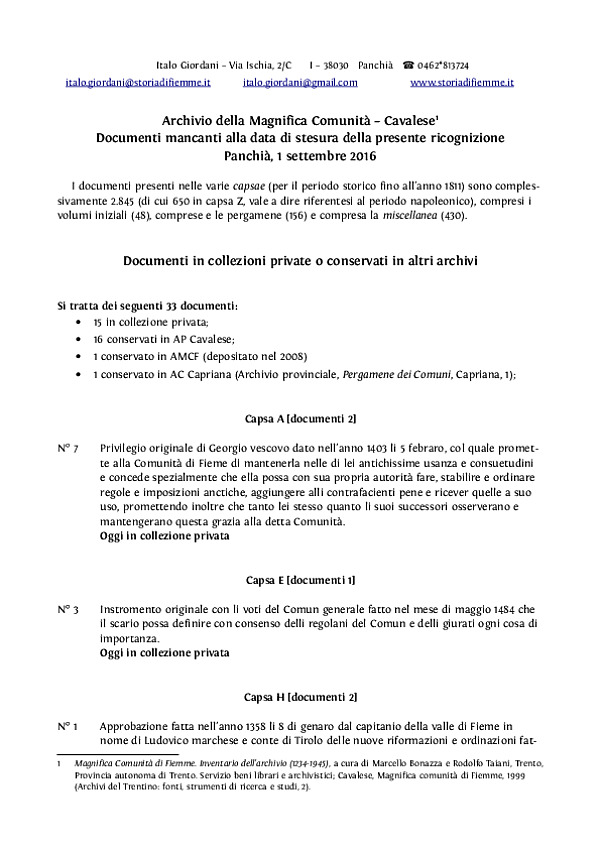 Italo Giordani – Via Ischia, 2/C I – 38030 Panchià ☎ 0462*813724
italo.giordani@storiadifiemme.it italo.giordani@gmail.com www.storiadifiemme.it
Archivio della Magnifica Comunità – Cavalese¹
Documenti mancanti alla data di stesura della presente ricognizione
Panchià, 1 settembre 2016
I documenti presenti nelle varie capsae (per il periodo storico fino all'anno 1811) sono comples-
sivamente 2.845 (di cui 650 in capsa Z, vale a dire riferentesi al periodo napoleonico), compresi i
volumi iniziali (48), comprese e le pergamene (156) e compresa la miscellanea (430).
Documenti in collezioni private o conservati in altri archivi
Si tratta dei seguenti 33 documenti:
• 15 in collezione privata;
• 16 conservati in AP Cavalese;
• 1 conservato in AMCF (depositato nel 2008)
• 1 conservato in AC Capriana (Archivio provinciale, Pergamene dei Comuni, Capriana, 1);
Capsa A [documenti 2]
N° 7 Privilegio originale di Georgio vescovo dato nell'anno 1403 li 5 febraro, col quale promet-
te alla Comunità di Fieme di mantenerla nelle di lei antichissime usanza e consuetudini
e concede spezialmente che ella possa con sua propria autorità fare, stabilire e ordinare
regole e imposizioni anctiche, aggiungere alli contrafacienti pene e ricever quelle a suo
uso, promettendo inoltre che tanto lei stesso quanto li suoi successori osserverano e
mantengerano questa grazia alla detta Comunità.
Oggi in collezione privata
Capsa E [documenti 1]
N° 3 Instromento originale con li voti del Comun generale fatto nel mese di maggio 1484 che
il scario possa definire con consenso delli regolani del Comun e delli giurati ogni cosa di
importanza.
Oggi in collezione privata
Capsa H [documenti 2]
N° 1 Approbazione fatta nell'anno 1358 li 8 di genaro dal capitanio della valle di Fieme in
nome di Ludovico marchese e conte di Tirolo delle nuove riformazioni e ordinazioni fat-
1 Magnifica Comunità di Fiemme. Inventario dell'archivio (1234-1945), a cura di Marcello Bonazza e Rodolfo Taiani, Trento,
Provincia autonoma di Trento. Servizio beni librari e archivistici; Cavalese, Magnifica comunità di Fiemme, 1999
(Archivi del Trentino: fonti, strumenti di ricerca e studi, 2).